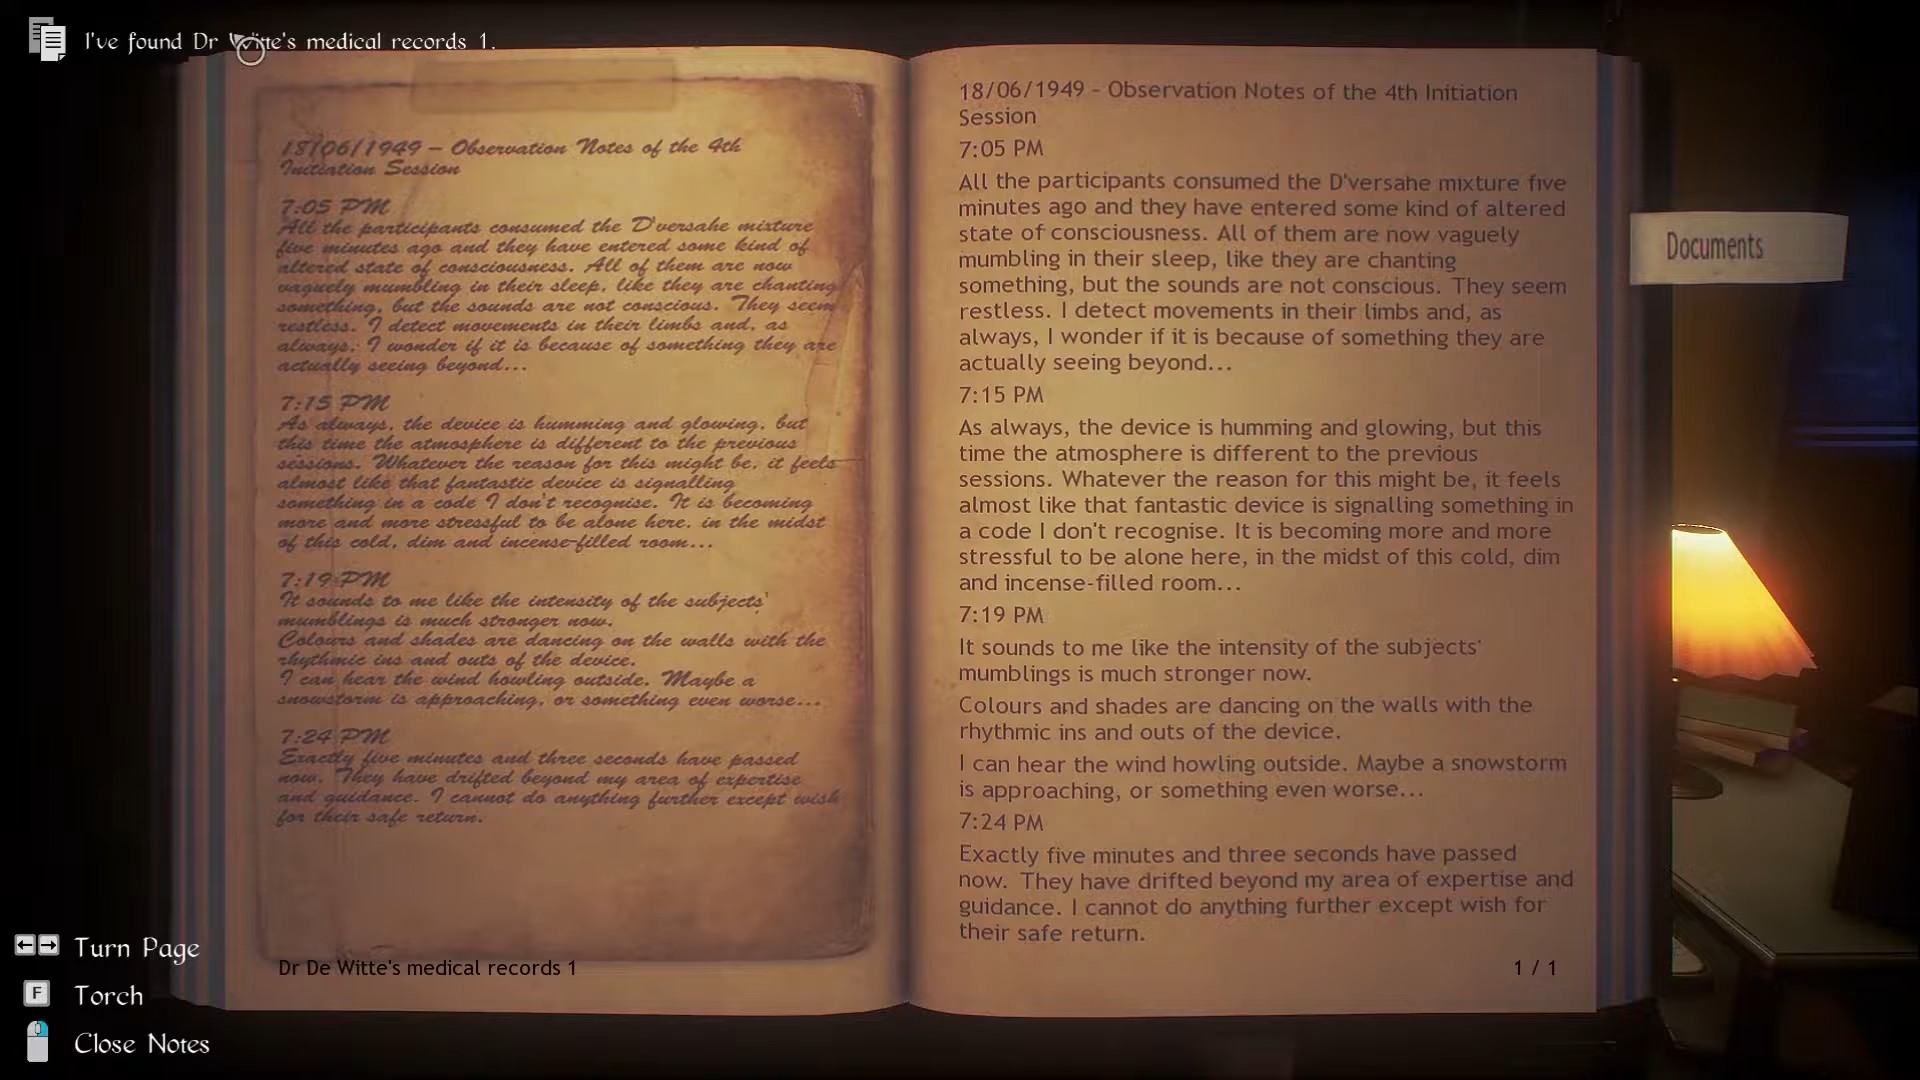 I've found Dr Witte's medical records 1.
18/06/1949 – Observation Notes of the 4th
Initiation Session
7:05 PM
All the participants consumed the D'versahe mixture
five minutes ago and they have entered some kind of
altered state of consciousness. All of them are now
vaguely mumbling in their sleep, like they are chanting
something, but the sounds are not conscious. They seem
restless. I detect movements in their limbs and, as
always, I wonder if it is because of something they are
actually seeing beyond...
7:15 PM
As always, the device is humming and glowing, but
this time the atmosphere is different to the previous
sessions. Whatever the reason for this might be, it feels
almost like that fantastic device is signalling
something in a code I don't recognise. It is becoming
more and more stressful to be alone here, in the midst
of this cold, dim and incense-filled room...
7:19 PM
It sounds to me like the intensity of the subjects'
mumblings is much stronger now.
Colours and shades are dancing on the walls with the
rhythmic ins and outs of the device.
I can hear the wind howling outside. Maybe a
snowstorm is approaching, or something even worse...
7:24 PM
Exactly five minutes and three seconds have passed
now. They have drifted beyond my area of expertise
and guidance. I cannot do anything further except wish
for their safe return.
Dr De Witte's medical records 1
18/06/1949 - Observation Notes of the 4th Initiation
Session
7:05 PM
All the participants consumed the D'versahe mixture five
minutes ago and they have entered some kind of altered
state of consciousness. All of them are now vaguely
mumbling in their sleep, like they are chanting
something, but the sounds are not conscious. They seem
restless. I detect movements in their limbs and, as
always, I wonder if it is because of something they are
actually seeing beyond...
7:15 PM
As always, the device is humming and glowing, but this
time the atmosphere is different to the previous
sessions. Whatever the reason for this might be, it feels
almost like that fantastic device is signalling something in
a code I don't recognise. It is becoming more and more
stressful to be alone here, in the midst of this cold, dim
and incense-filled room...
7:19 PM
It sounds to me like the intensity of the subjects'
mumblings is much stronger now.
Colours and shades are dancing on the walls with the
rhythmic ins and outs of the device.
I can hear the wind howling outside. Maybe a snowstorm
is approaching, or something even worse...
7:24 PM
Exactly five minutes and three seconds have passed
now. They have drifted beyond my area of expertise and
guidance. I cannot do anything further except wish for
their safe return.
1 / 1
Documents
Turn Page
F Torch
Close Notes